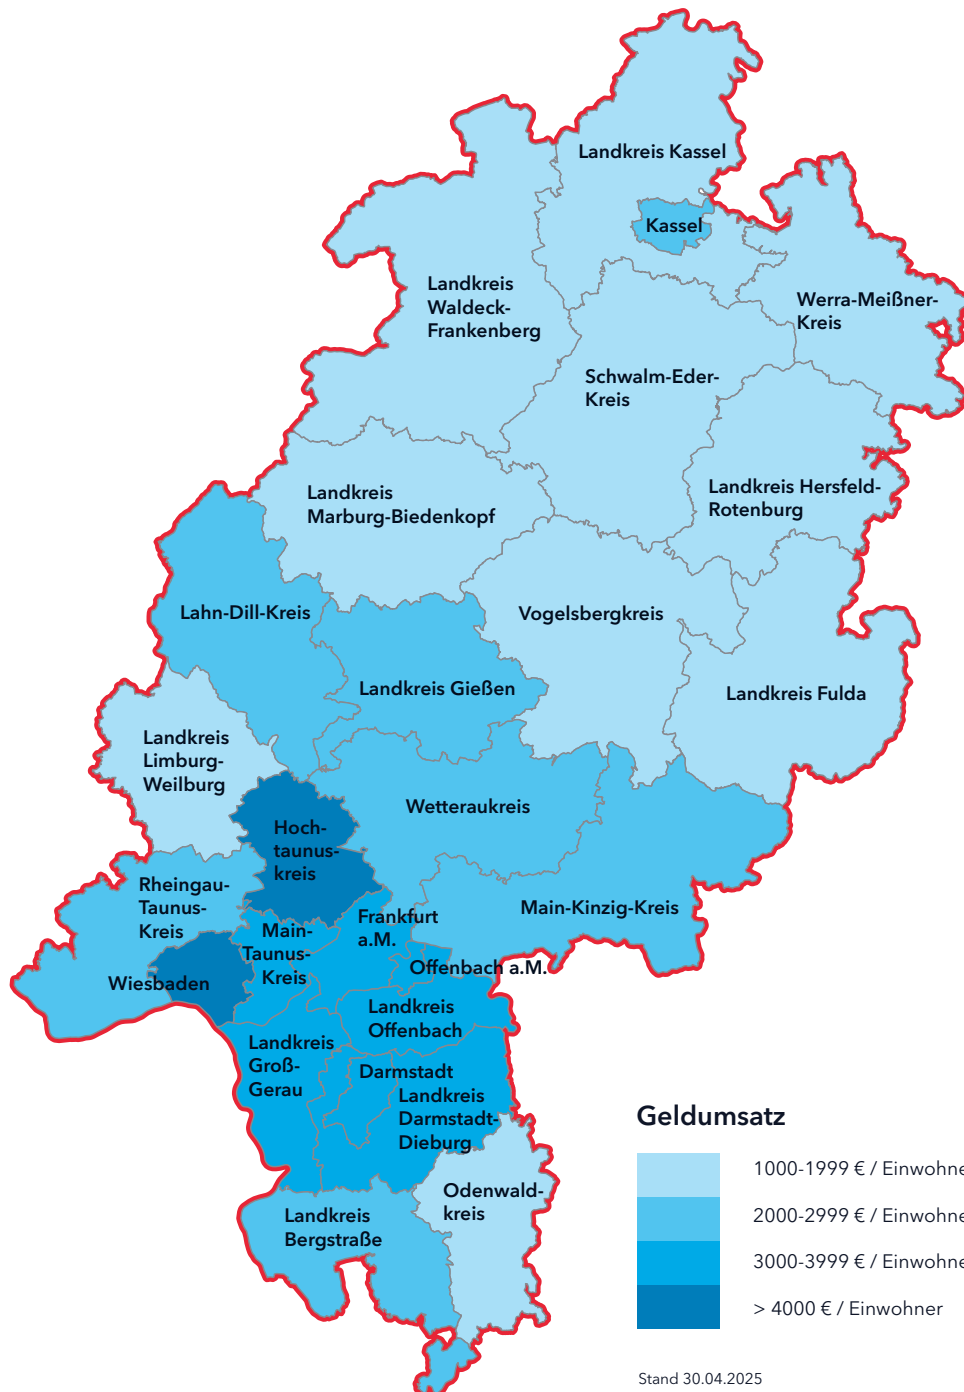 Landkreis Kassel
Kassel
Landkreis
Waldeck-
Frankenberg
Werra-Meißner-
Kreis
Schwalm-Eder-
Kreis
Landkreis
Marburg-Biedenkopf
Landkreis Hersfeld-
Rotenburg
Lahn-Dill-Kreis
Vogelsbergkreis
Landkreis Gießen
Landkreis Fulda
Landkreis
Limburg-
Weilburg
Wetteraukreis
Hoch-
taunus-
kreis
Rheingau-
Taunus-
Kreis
Main-
Taunus-
Kreis
Frankfurt
a.M.
Main-Kinzig-Kreis
Wiesbaden
Offenbach a.M.
Landkreis
Offenbach
Landkreis
Groß-
Gerau
Darmstadt
Landkreis
Darmstadt-
Dieburg
Odenwald-
kreis
Landkreis
Bergstraße
Geldumsatz
1000-1999 € / Einwohne
2000-2999 € / Einwohne
3000-3999 € / Einwohne
> 4000 € / Einwohner
Stand 30.04.2025